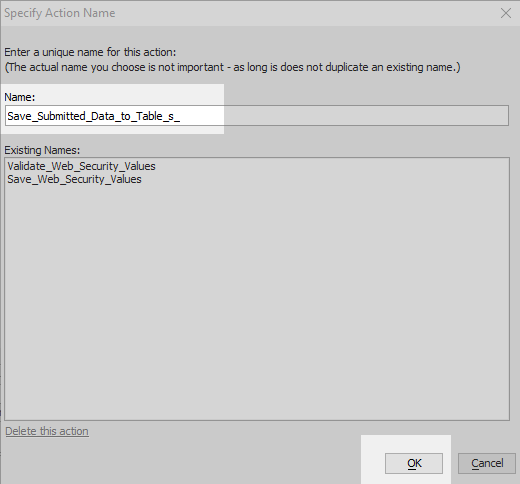 Specify Action Name
Enter a unique name for this action:
(The actual name you choose is not important - as long is does not duplicate an existing name.)
Name:
Save_Submitted_Data_to_Table_s_
Existing Names:
Validate_Web_Security_Values
Save_Web_Security_Values
Delete this action
OK
Cancel